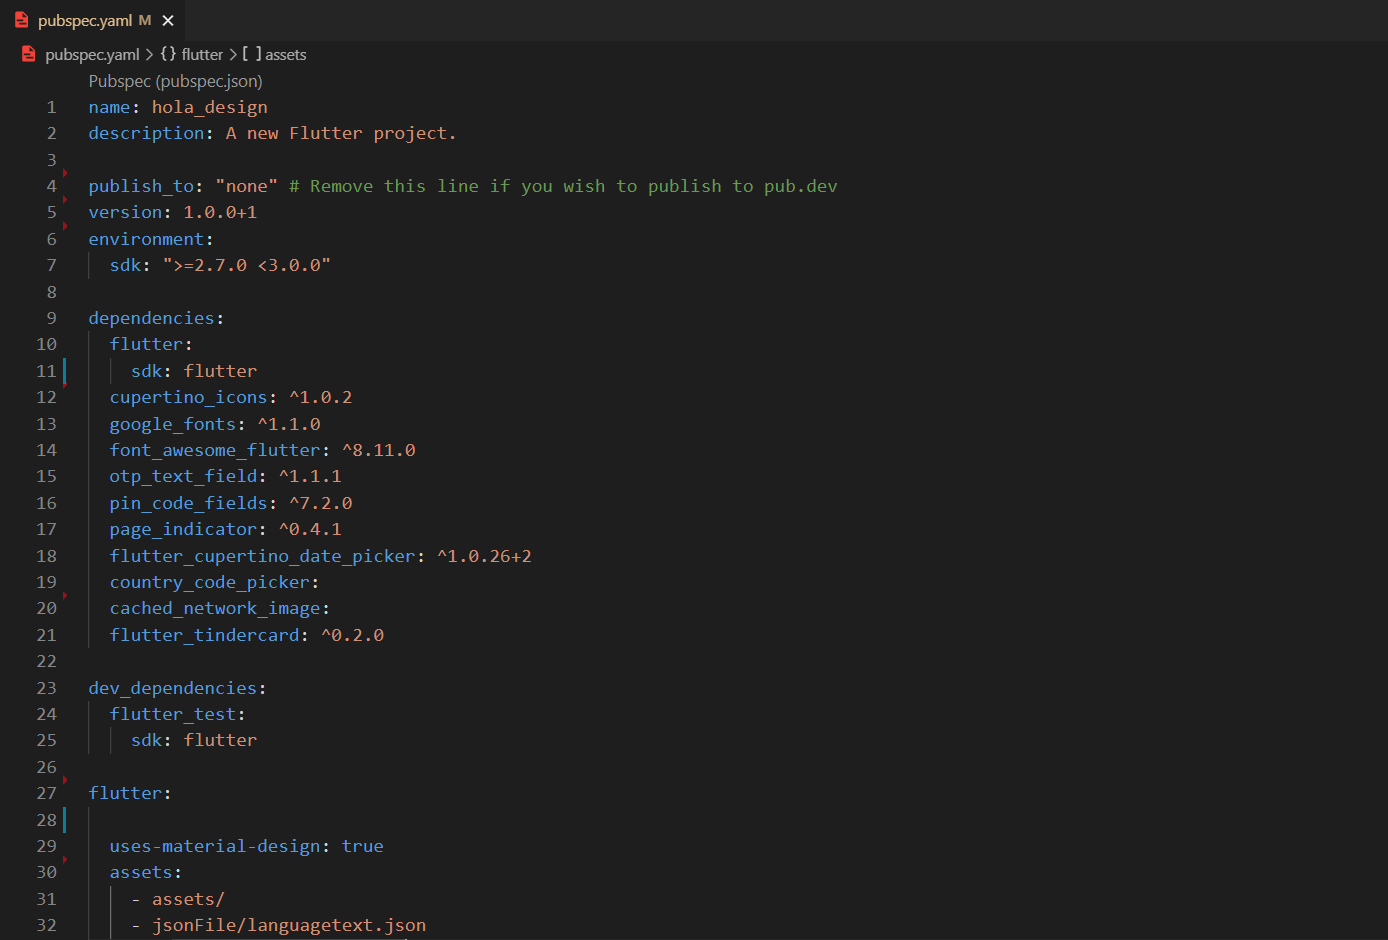 pubspec.yaml M
pubspec.yaml > {} flutter > [ ] assets
Pubspec (pubspec.json)
1 name: hola_design
2 description: A new Flutter project.
3
4 publish_to: "none" # Remove this line if you wish to publish to pub.dev
5 version: 1.0.0+1
6 environment:
7 sdk: ">=2.7.0 <3.0.0"
8
9 dependencies:
10 flutter:
11 sdk: flutter
12 cupertino_icons: ^1.0.2
13 google_fonts: ^1.1.0
14 font_awesome_flutter: ^8.11.0
15 otp_text_field: ^1.1.1
16 pin_code_fields: ^7.2.0
17 page_indicator: ^0.4.1
18 flutter_cupertino_date_picker: ^1.0.26+2
19 country_code_picker:
20 cached_network_image:
21 flutter_tindercard: ^0.2.0
22
23 dev_dependencies:
24 flutter_test:
25 sdk: flutter
26
27 flutter:
28
29 uses-material-design: true
30 assets:
31 - assets/
32 - jsonFile/languagetext.json